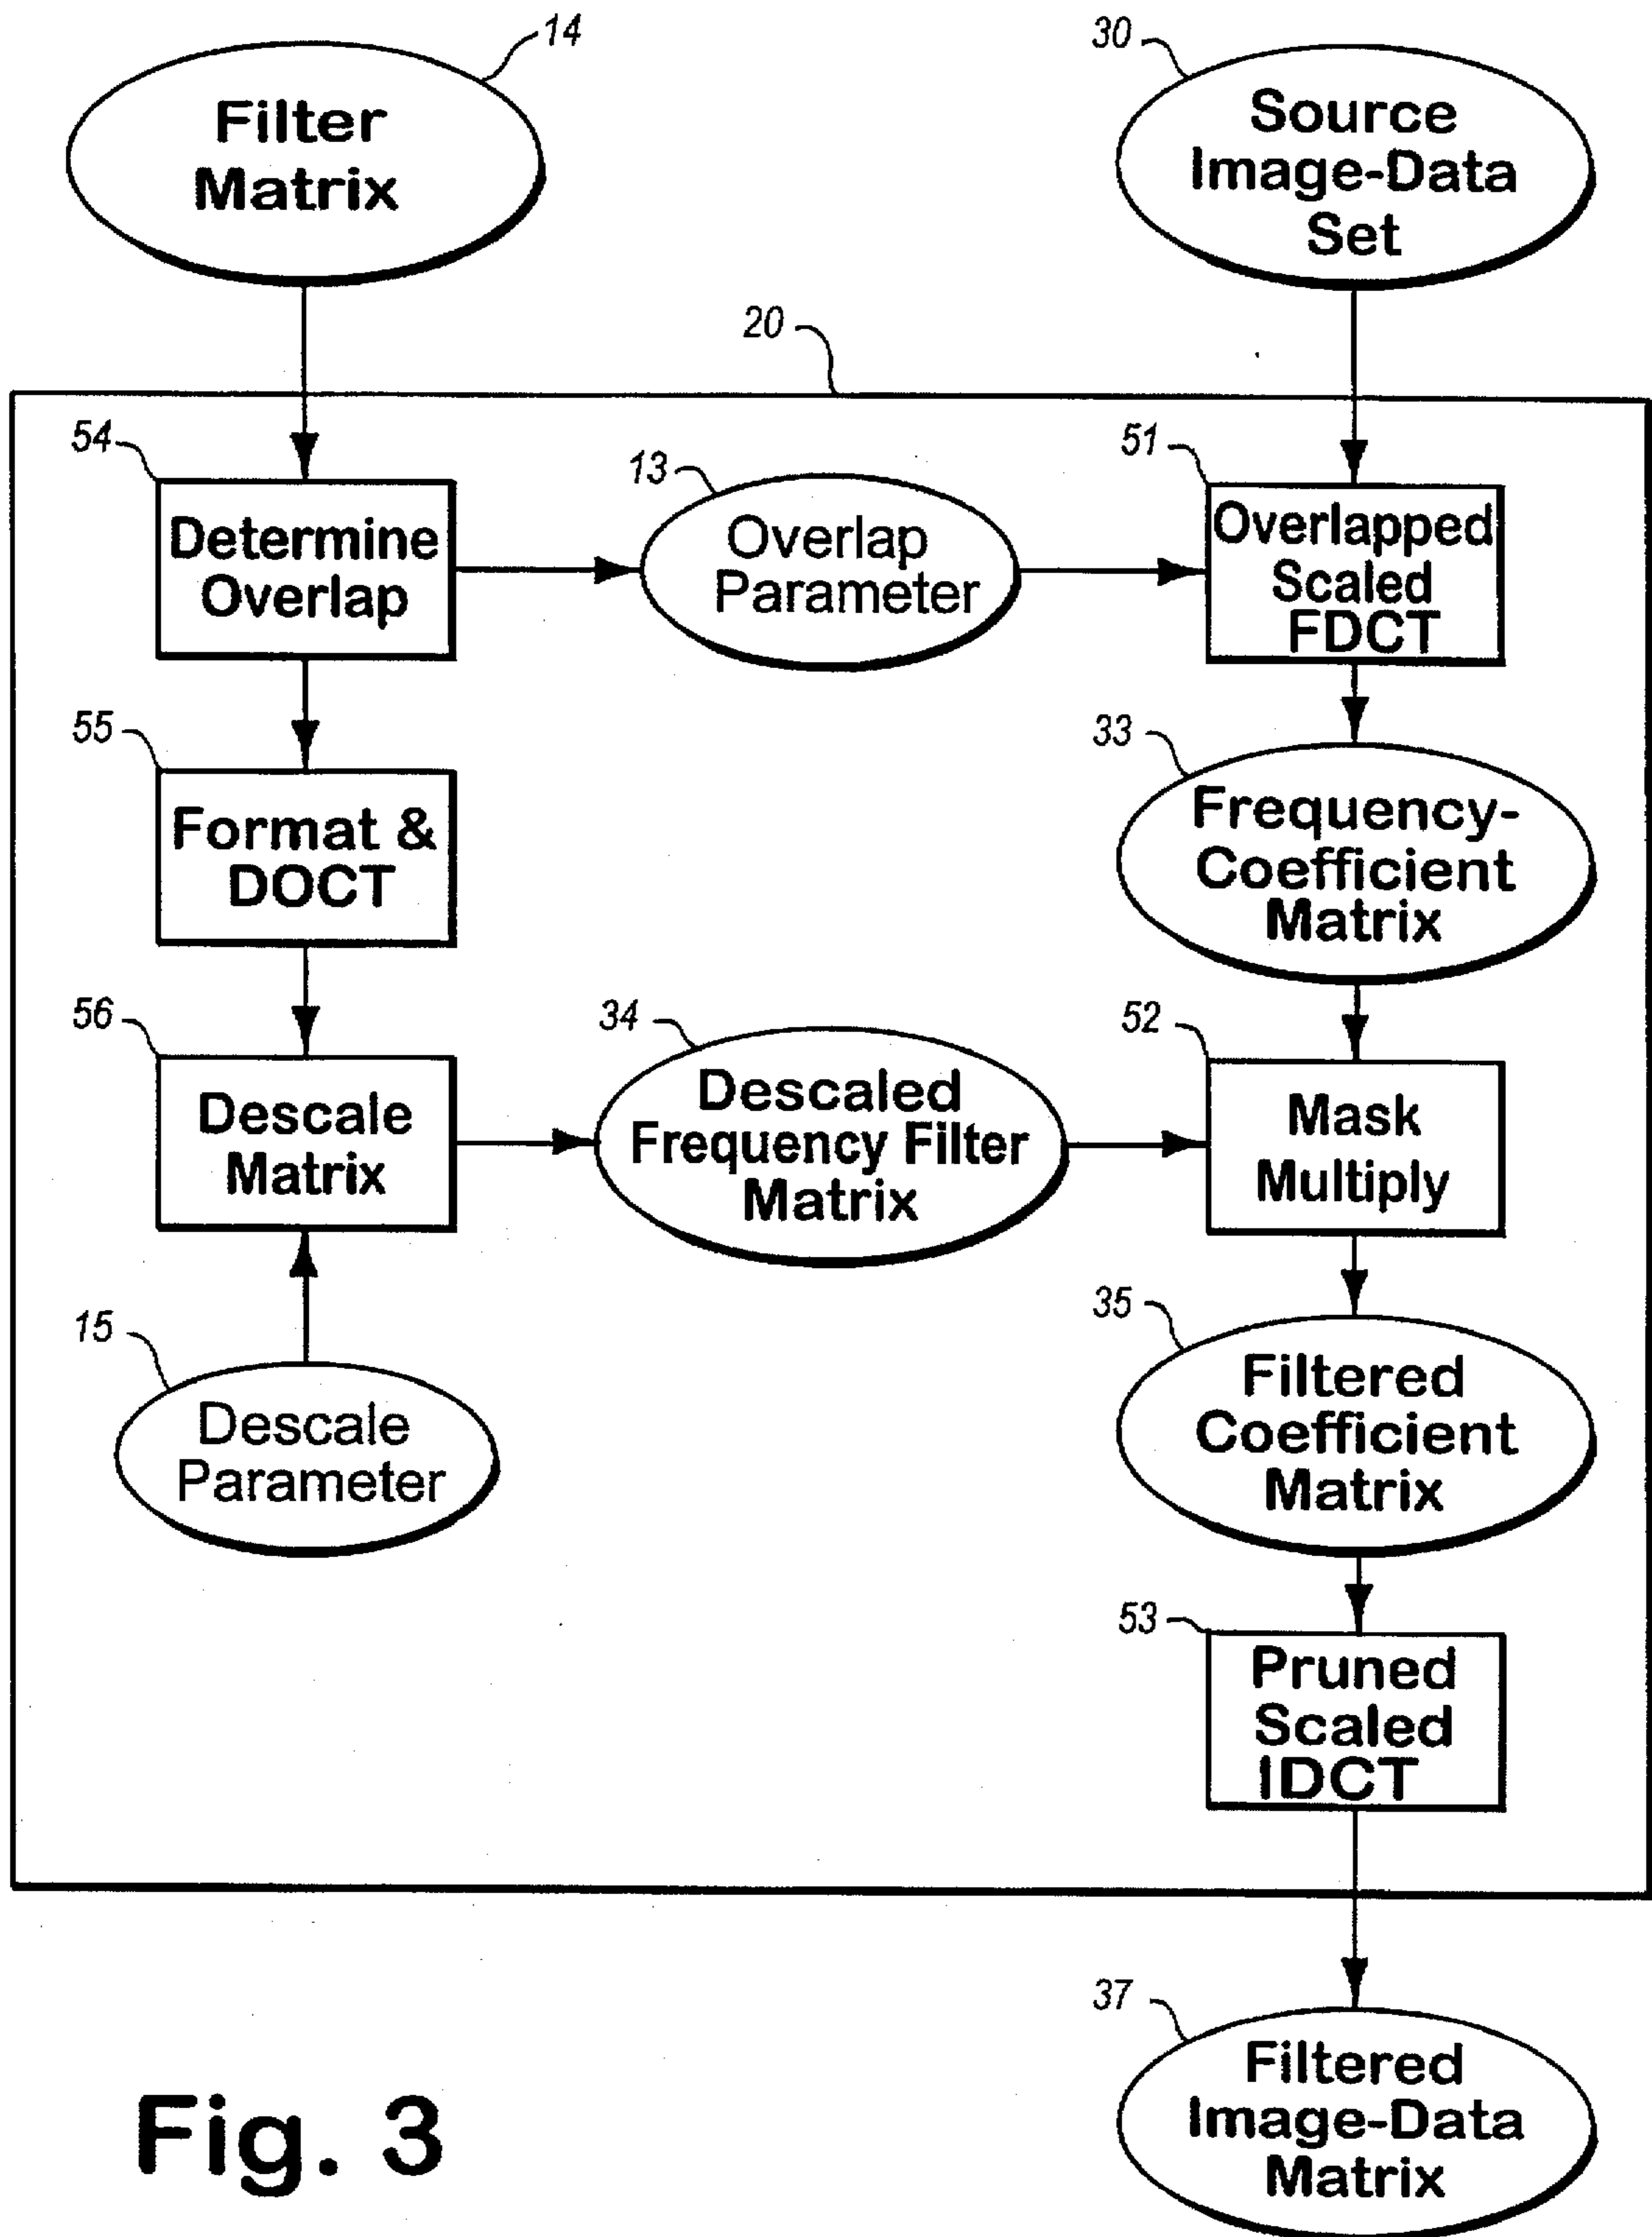 14
Filter
Matrix
30
Source
Image-Data
Set
20
54
Determine
Overlap
13
Overlap
Parameter
51
Overlapped
Scaled
FDCT
55
Format &
DOCT
33
Frequency-
Coefficient
Matrix
56
Descale
Matrix
34
Descaled
Frequency Filter
Matrix
52
Mask
Multiply
15
Descale
Parameter
35
Filtered
Coefficient
Matrix
53
Pruned
Scaled
IDCT
37
Filtered
Image-Data
Matrix
Fig. 3